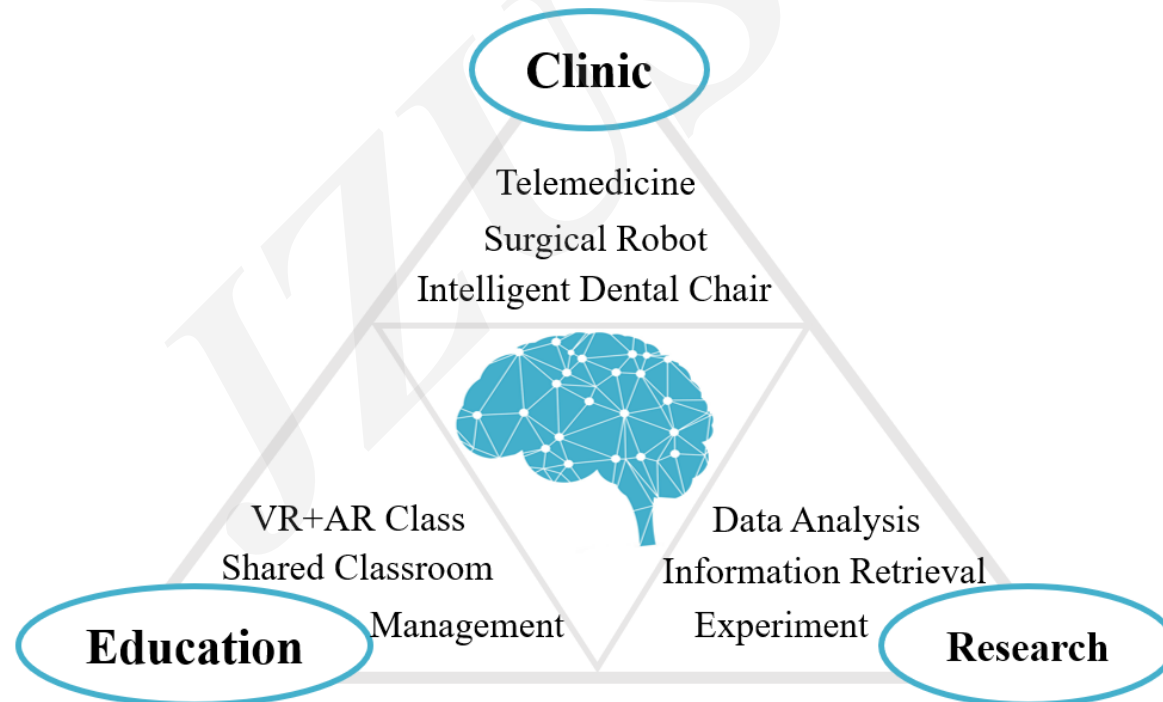 Clinic
Telemedicine
Surgical Robot
Intelligent Dental Chair
VR+AR Class
Shared Classroom
Management
Education
Data Analysis
Information Retrieval
Experiment
Research
JZUS